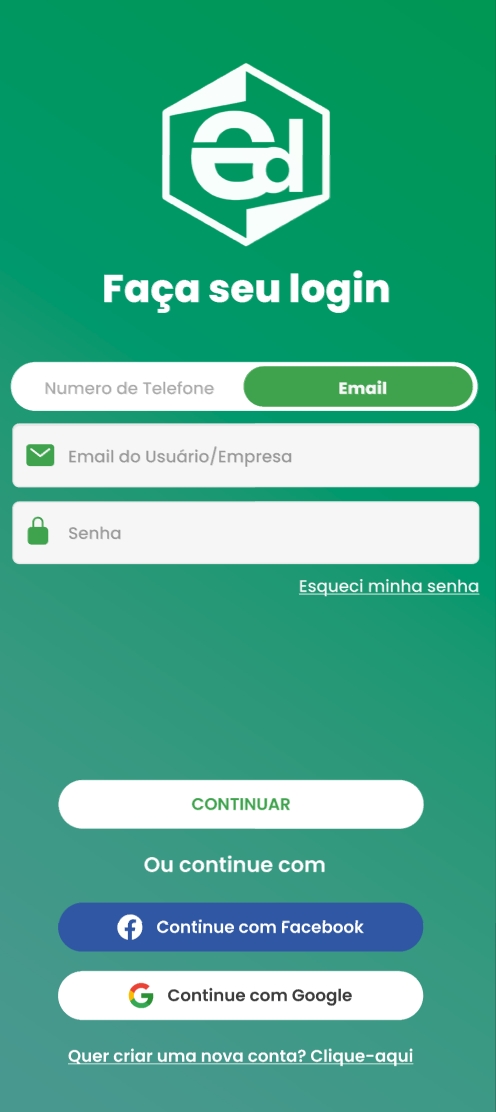 ed
Faça seu login
Numero de Telefone Email
Email do Usuário/Empresa
Senha
Esqueci minha senha
CONTINUAR
Ou continue com
Continue com Facebook
Continue com Google
Quer criar uma nova conta? Clique-aqui